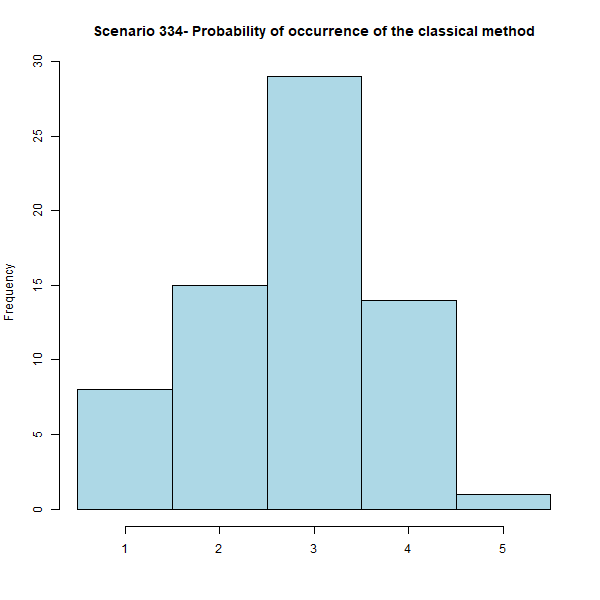 Scenario 334- Probability of occurrence of the classical method
30
25
20
15
10
5
0
Frequency
1 2 3 4 5